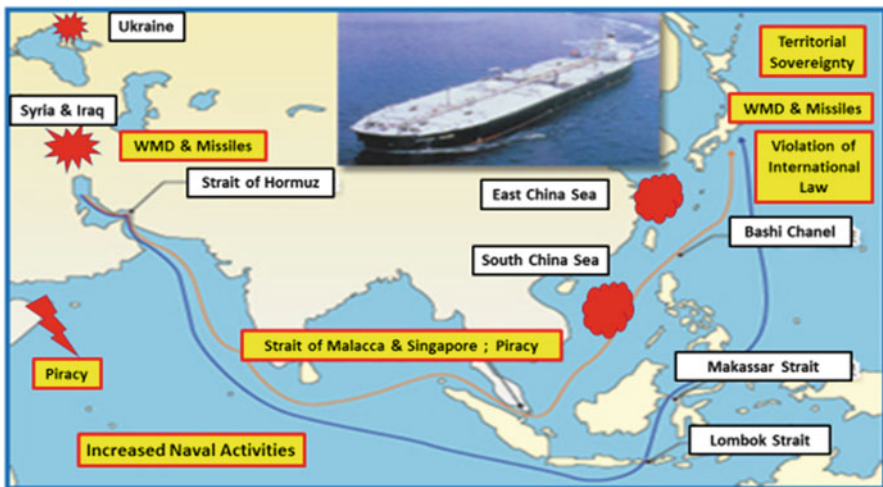 Ukraine
Territorial
Sovereignty
Syria & Iraq
WMD & Missiles
WMD & Missiles
Violation of
International
Law
Strait of Hormuz
East China Sea
Bashi Chanel
South China Sea
Strait of Malacca & Singapore ; Piracy
Piracy
Makassar Strait
Increased Naval Activities
Lombok Strait